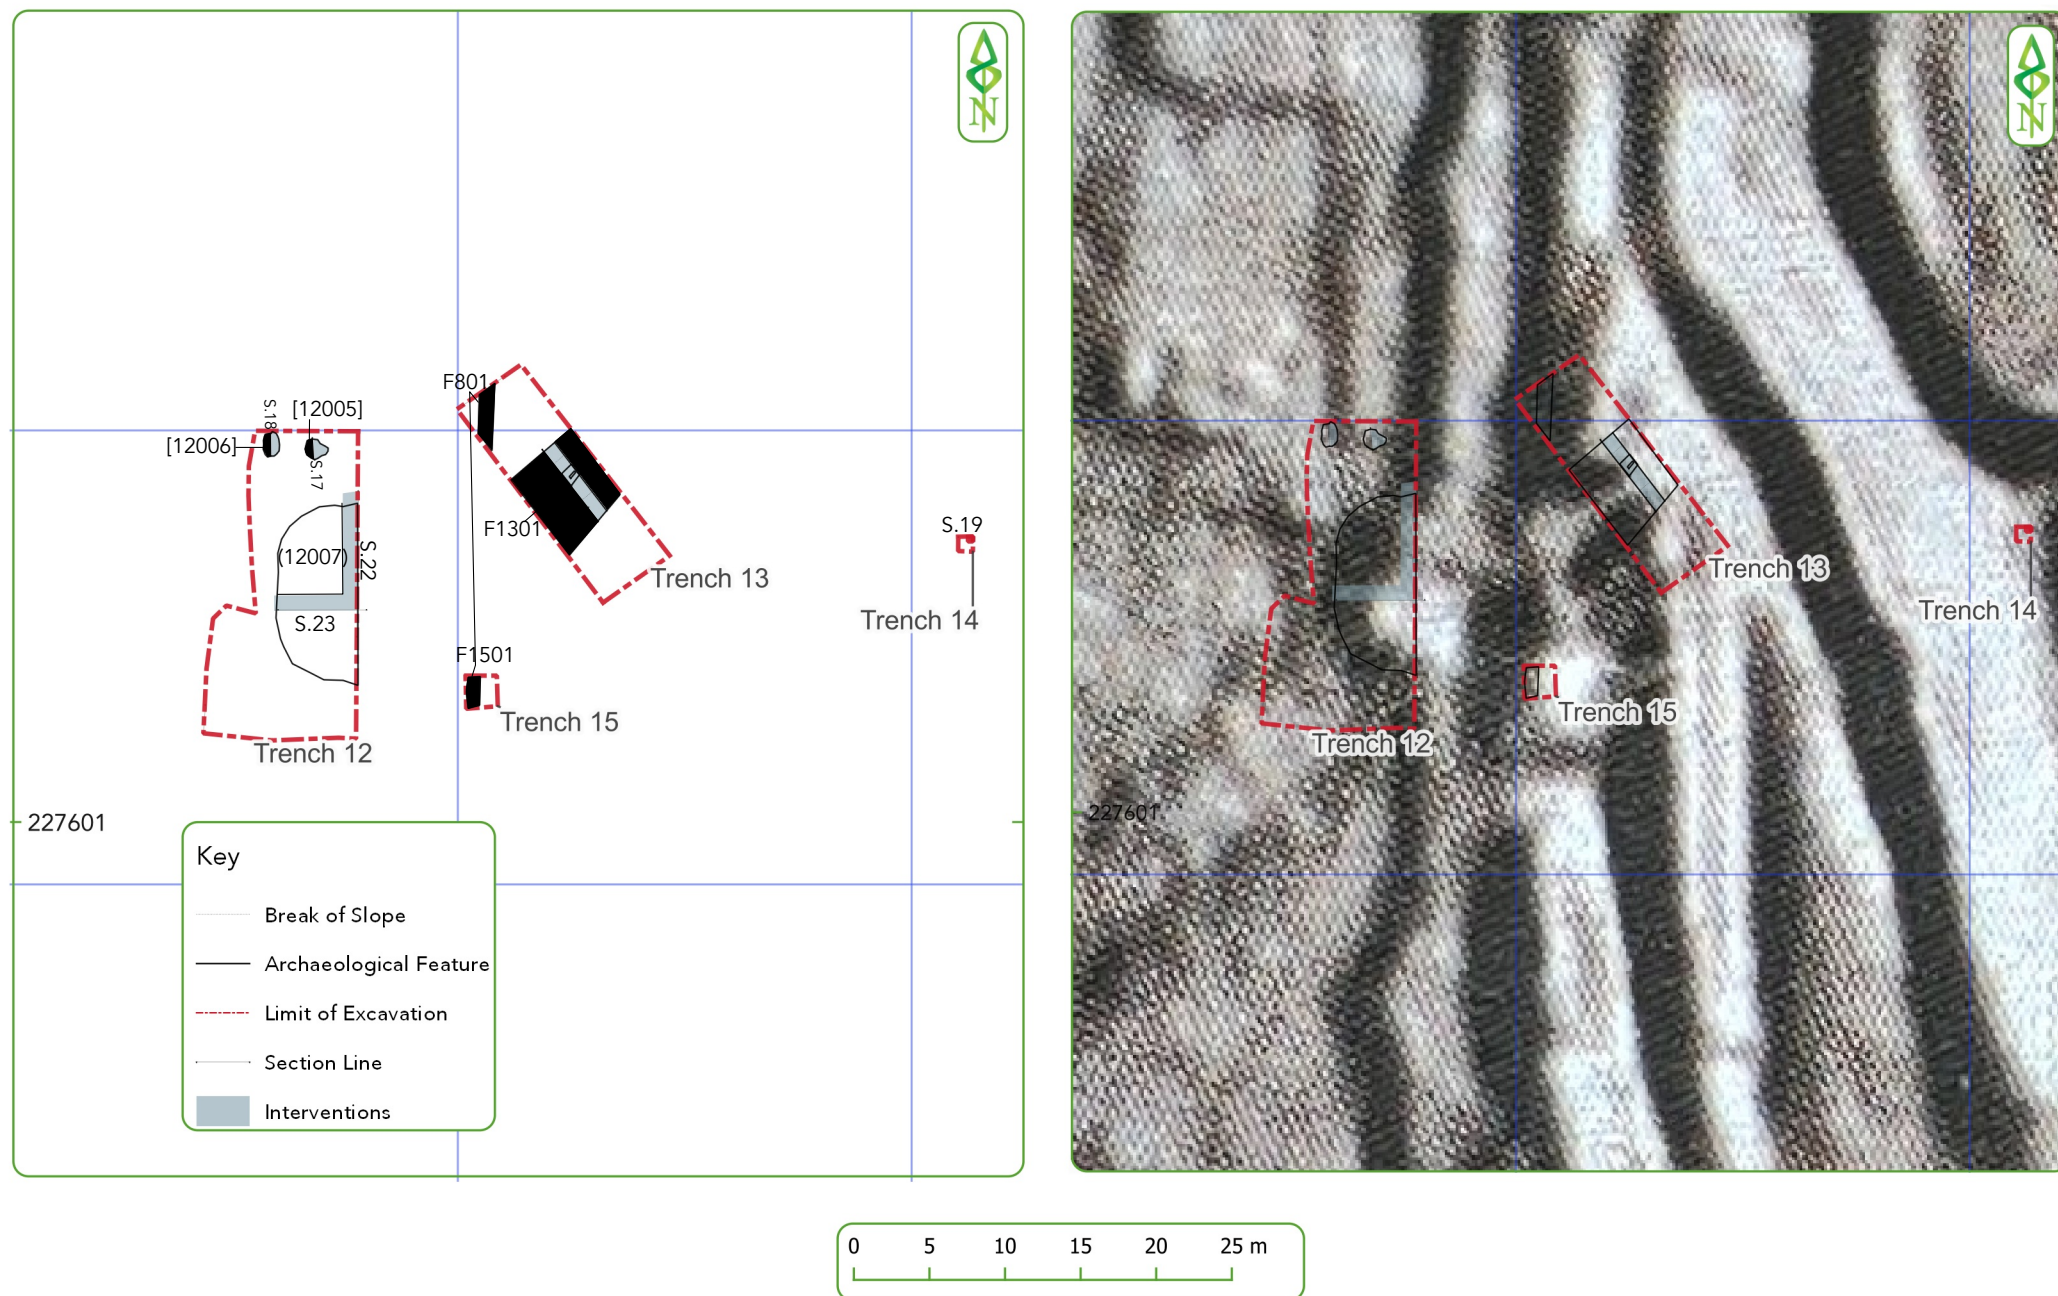 N
F801
S.18
[12005]
[12006]
S.17
F1301
S.19
(12007)
S.22
Trench 13
Trench 14
S.23
F1501
Trench 15
Trench 12
227601
Key
Break of Slope
Archaeological Feature
Limit of Excavation
Section Line
Interventions
N
Trench 13
Trench 14
Trench 15
Trench 12
227601
0 5 10 15 20 25 m